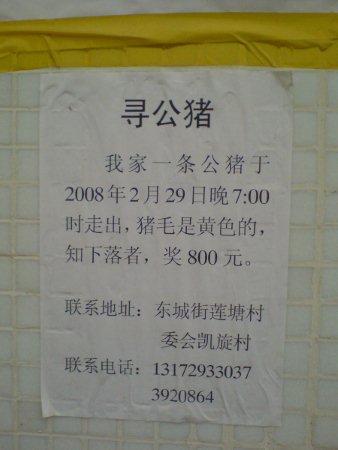 寻公猪
我家一条公猪于
2008年2月29日晚7:00
时走出，猪毛是黄色的，
知下落者，奖800元。
联系地址：东城街莲塘村
委会凯旋村
联系电话：13172933037
3920864